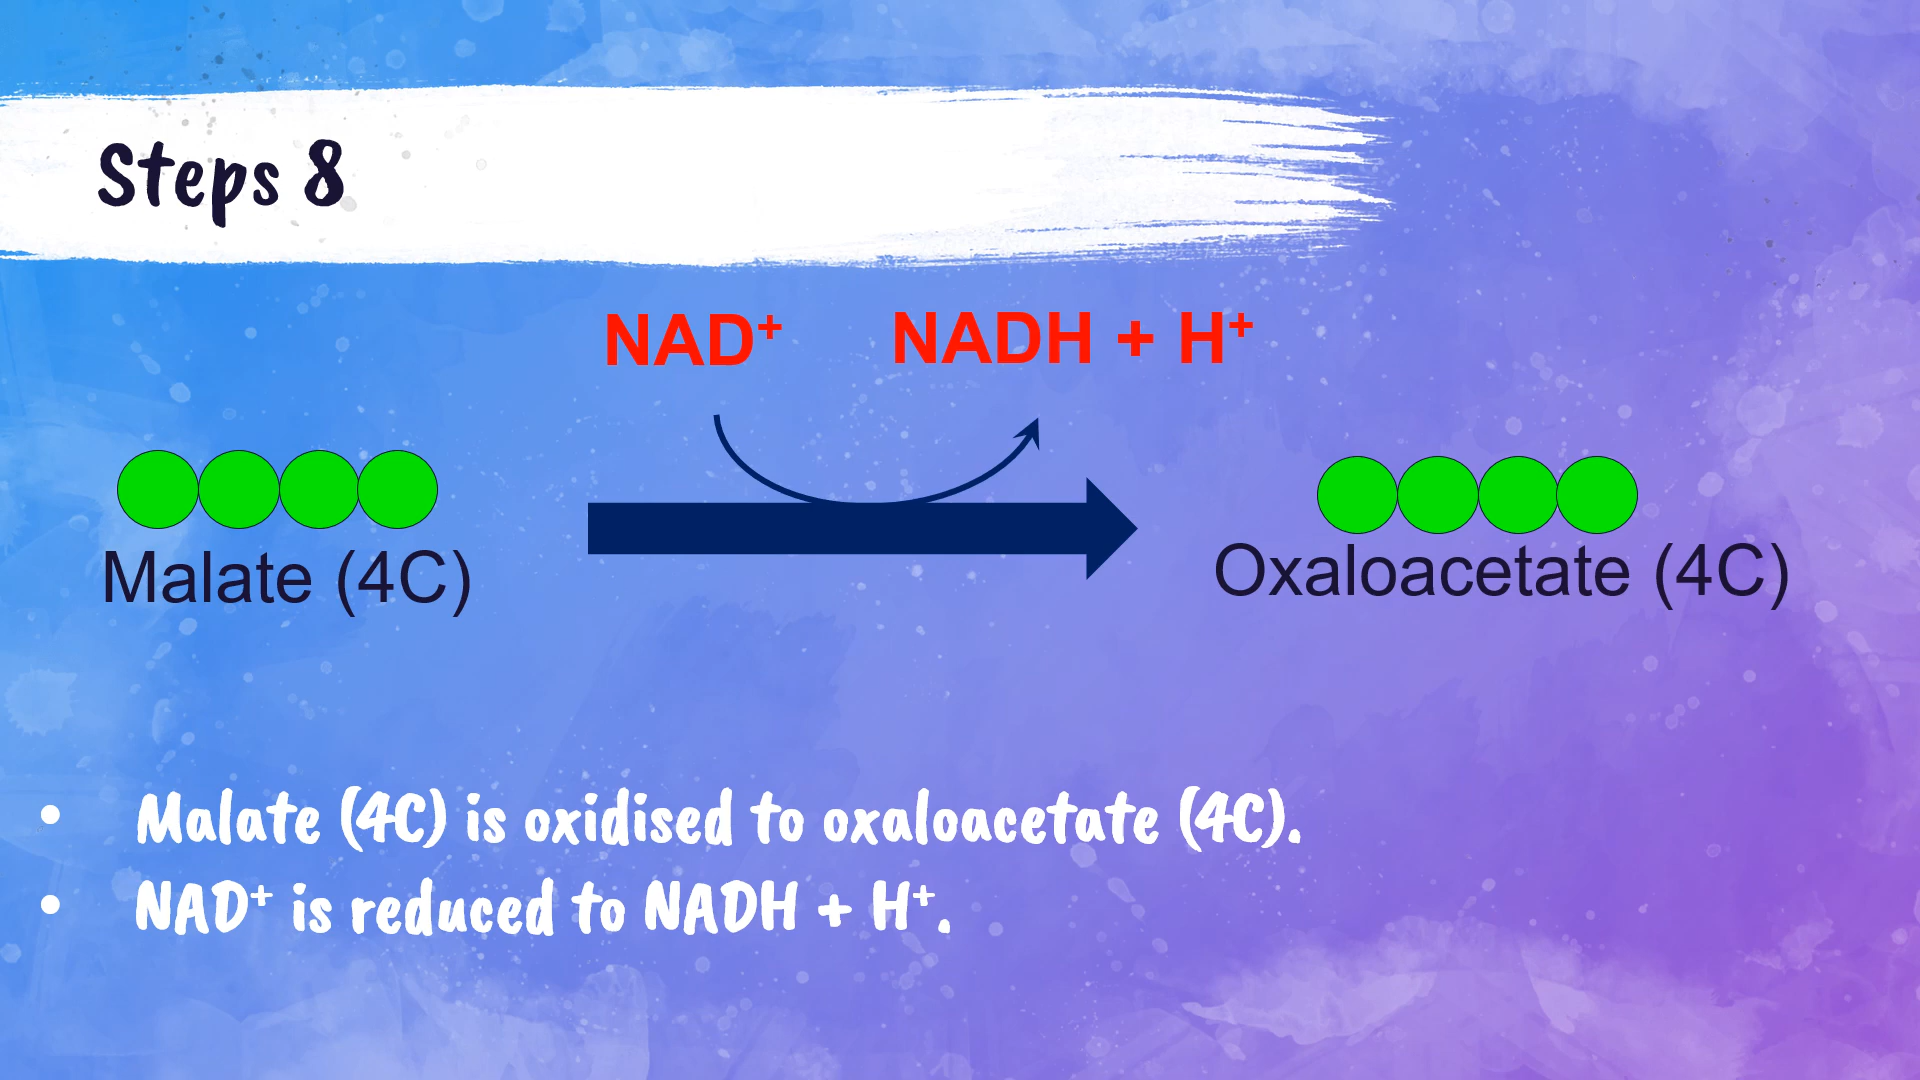 Steps 8
NAD⁺ NADH + H⁺
Malate (4C)
Oxaloacetate (4C)
• Malate (4C) is oxidised to oxaloacetate (4C).
• NAD⁺ is reduced to NADH + H⁺.